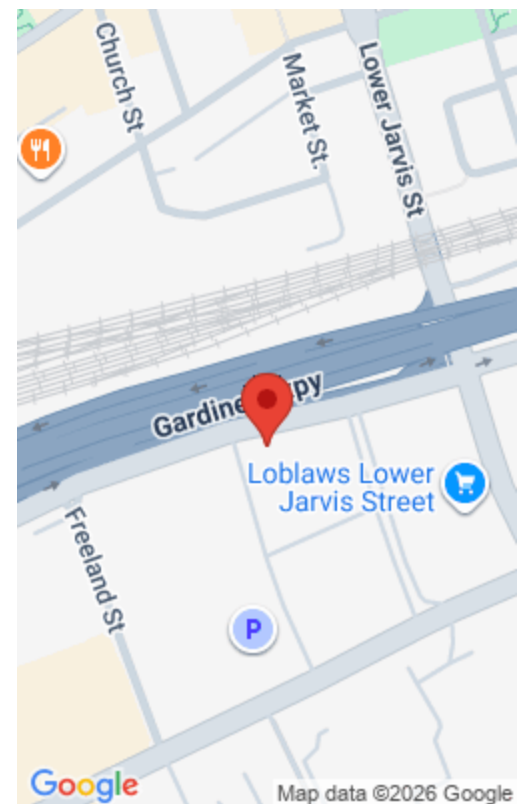 Church St
Market St.
Lower Jarvis St
Loblaws Lower
Jarvis Street
Freeland St
P
Google
Map data ©2026 Google